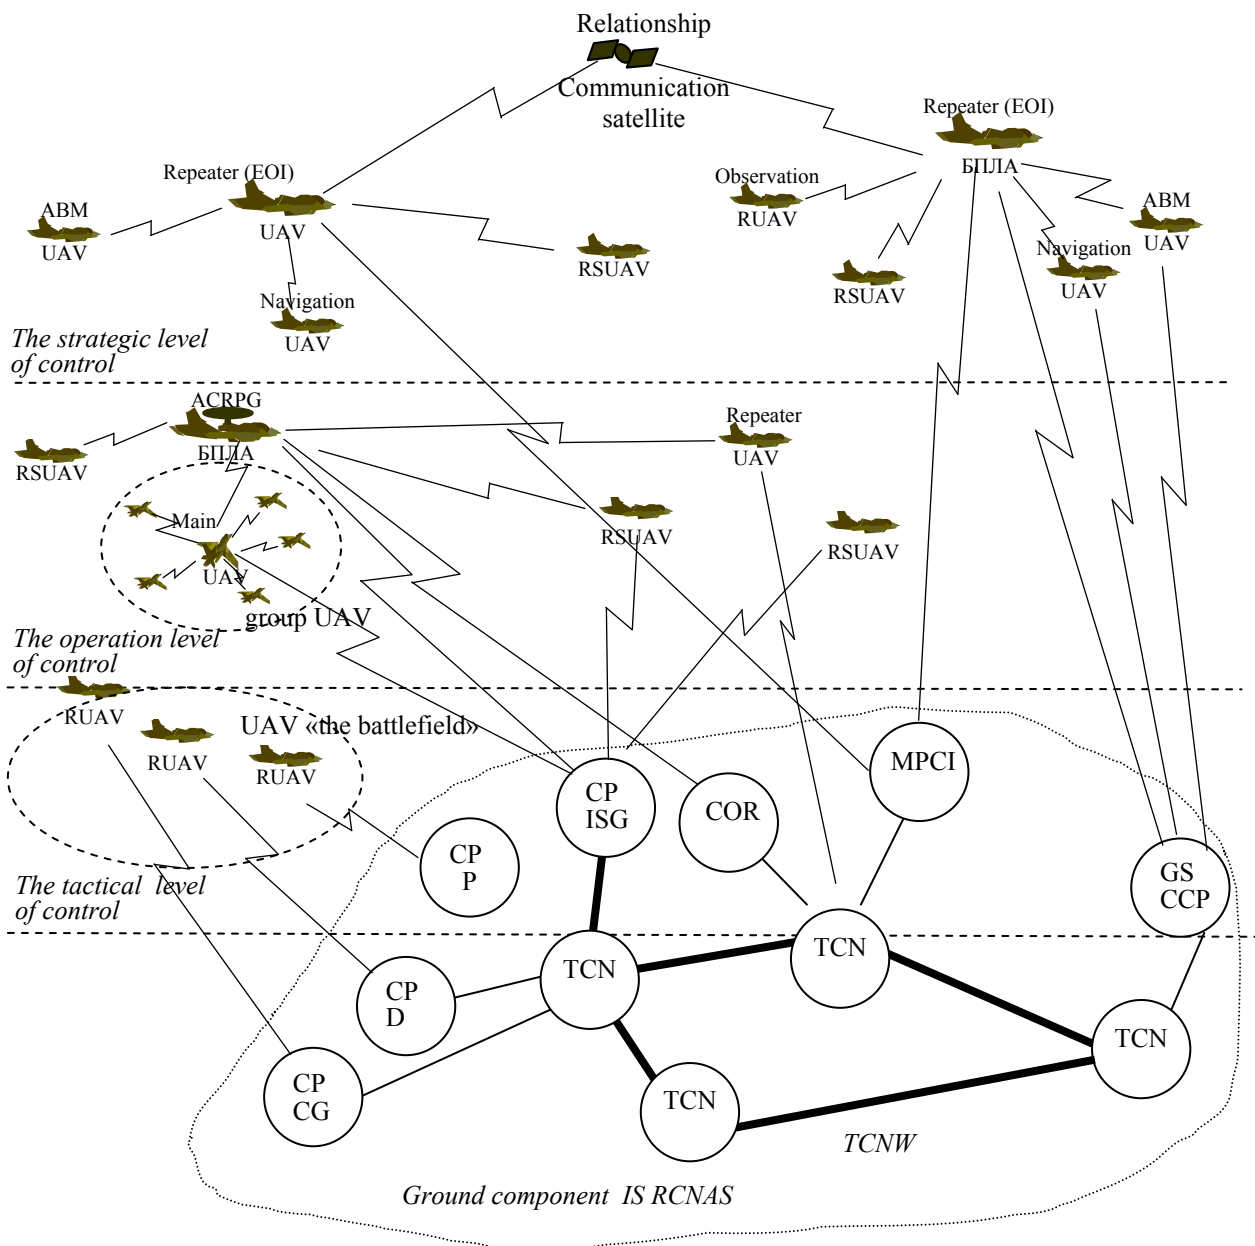 Relationship
Communication
satellite
Repeater (EOI)
БПЛА
Repeater (EOI)
UAV
Observation
RUAV
ABM
UAV
ABM
UAV
RSUAV
RSUAV
Navigation
UAV
Navigation
UAV
The strategic level
of control
ACRPG
БПЛА
Repeater
UAV
RSUAV
Main
UAV
RSUAV
RSUAV
group UAV
The operation level
of control
RUAV
UAV «the battlefield»
RUAV
RUAV
CP
ISG
COR
MPCI
CP
P
GS
CCP
The tactical level
of control
TCN
TCN
CP
D
TCN
CP
CG
TCN
TCNW
Ground component IS RCNAS